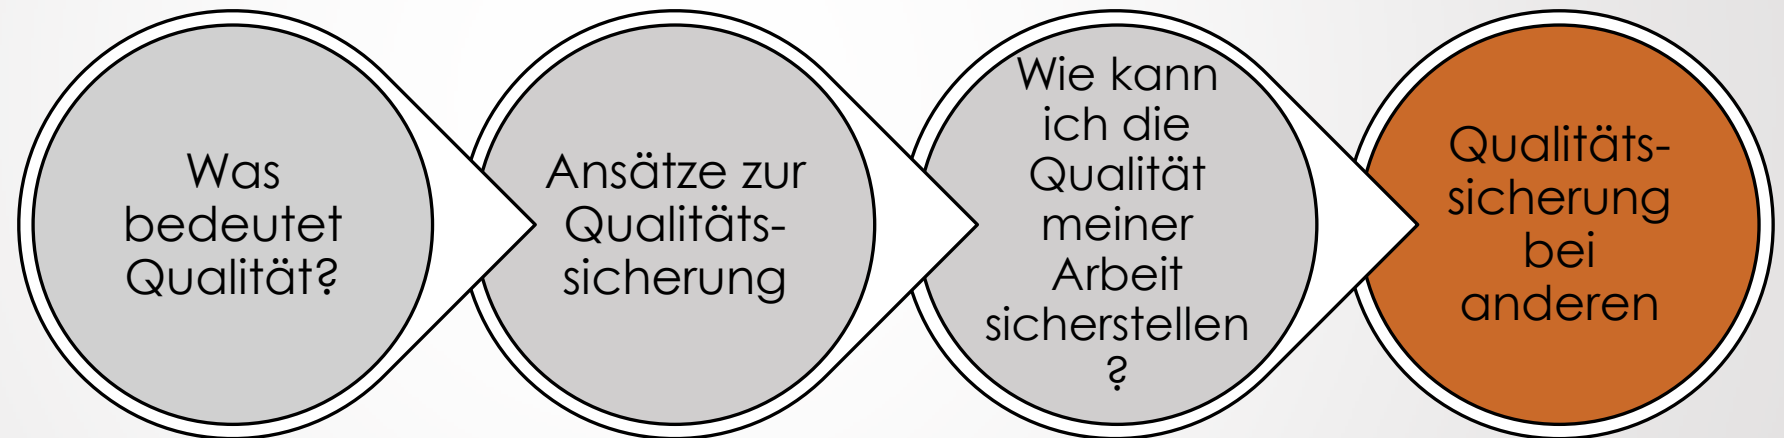 Was
bedeutet
Qualität?
Ansätze zur
Qualitäts-
sicherung
Wie kann
ich die
Qualität
meiner
Arbeit
sicherstellen
?
Qualitäts-
sicherung
bei
anderen